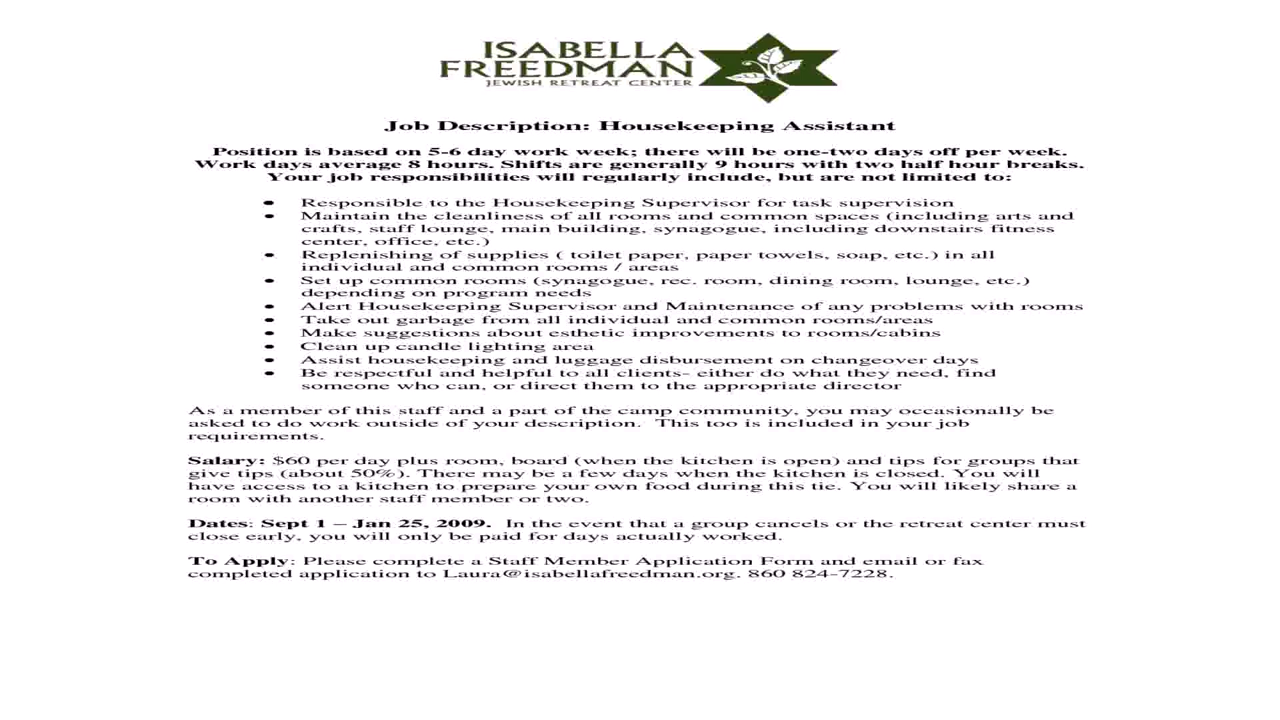 ISABELLA
FREEDMAN
JEWISH RETREAT CENTER
Job Description: Housekeeping Assistant
Position is based on 5-6 day work week; there will be one-two days off per week.
Work days average 8 hours. Shifts are generally 9 hours with two half hour breaks.
Your job responsibilities will regularly include, but are not limited to:
• Responsible to the Housekeeping Supervisor for task supervision
• Maintain the cleanliness of all rooms and common spaces (including arts and
crafts, staff lounge, main building, synagogue, including downstairs fitness
center, office, etc.)
• Replenishing of supplies ( toilet paper, paper towels, soap, etc.) in all
individual and common rooms / areas
• Set up common rooms (synagogue, rec. room, dining room, lounge, etc.)
depending on program needs
• Alert Housekeeping Supervisor and Maintenance of any problems with rooms
• Take out garbage from all individual and common rooms/areas
• Make suggestions about esthetic improvements to rooms/cabins
• Clean up candle lighting area
• Assist housekeeping and luggage disbursement on changeover days
• Be respectful and helpful to all clients- either do what they need, find
someone who can, or direct them to the appropriate director
As a member of this staff and a part of the camp community, you may occasionally be
asked to do work outside of your description. This too is included in your job
requirements.
Salary: $60 per day plus room, board (when the kitchen is open) and tips for groups that
give tips (about 50%). There may be a few days when the kitchen is closed. You will
have access to a kitchen to prepare your own food during this tie. You will likely share a
room with another staff member or two.
Dates: Sept 1 – Jan 25, 2009. In the event that a group cancels or the retreat center must
close early, you will only be paid for days actually worked.
To Apply: Please complete a Staff Member Application Form and email or fax
completed application to Laura@isabellafreedman.org. 860 824-7228.